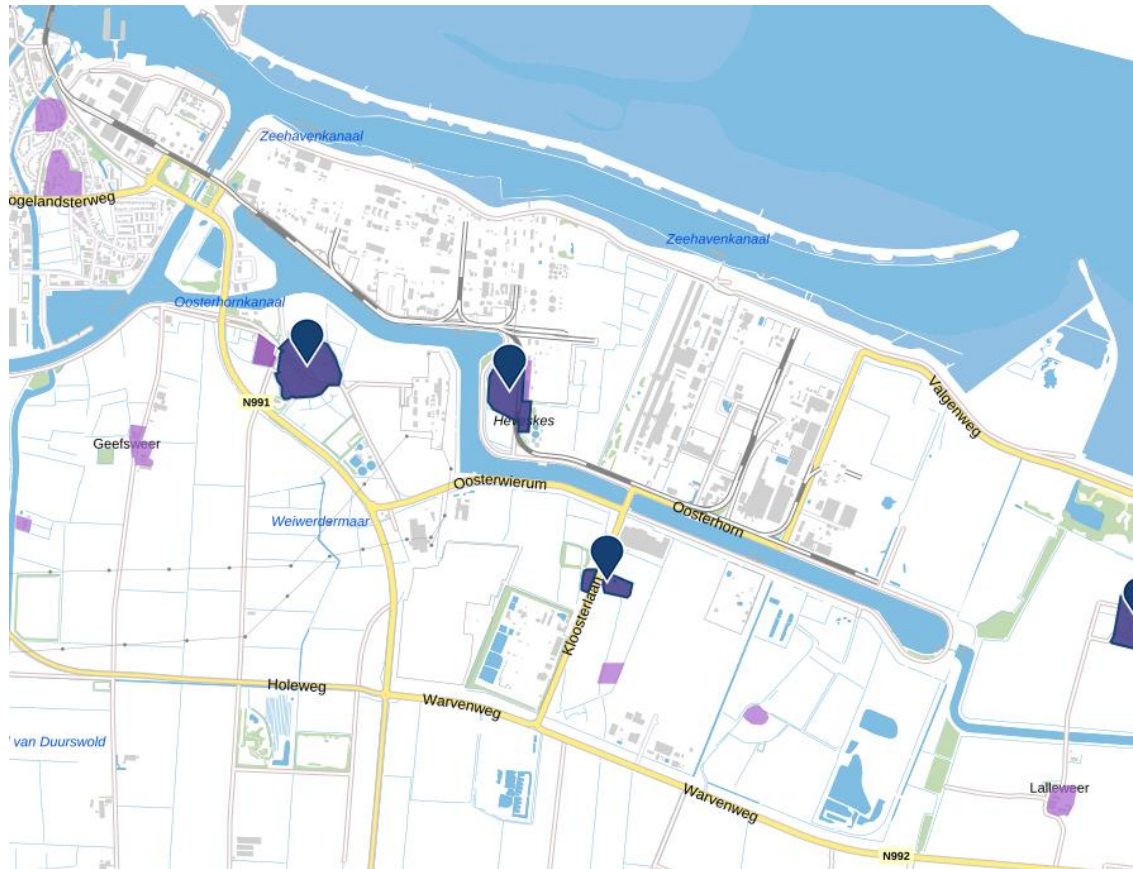 Zeehavenkanaal
ogelandsterweg
Zeehavenkanaal
Oosterhornkanaal
Valgenweg
N991
Heveskes
Geefsweer
Oosterwierum
Oosterhorn
Weiwerdermaar
Kloosterlaan
Holeweg
Warvenweg
van Duurswold
Warvenweg
Lalleweer
N992